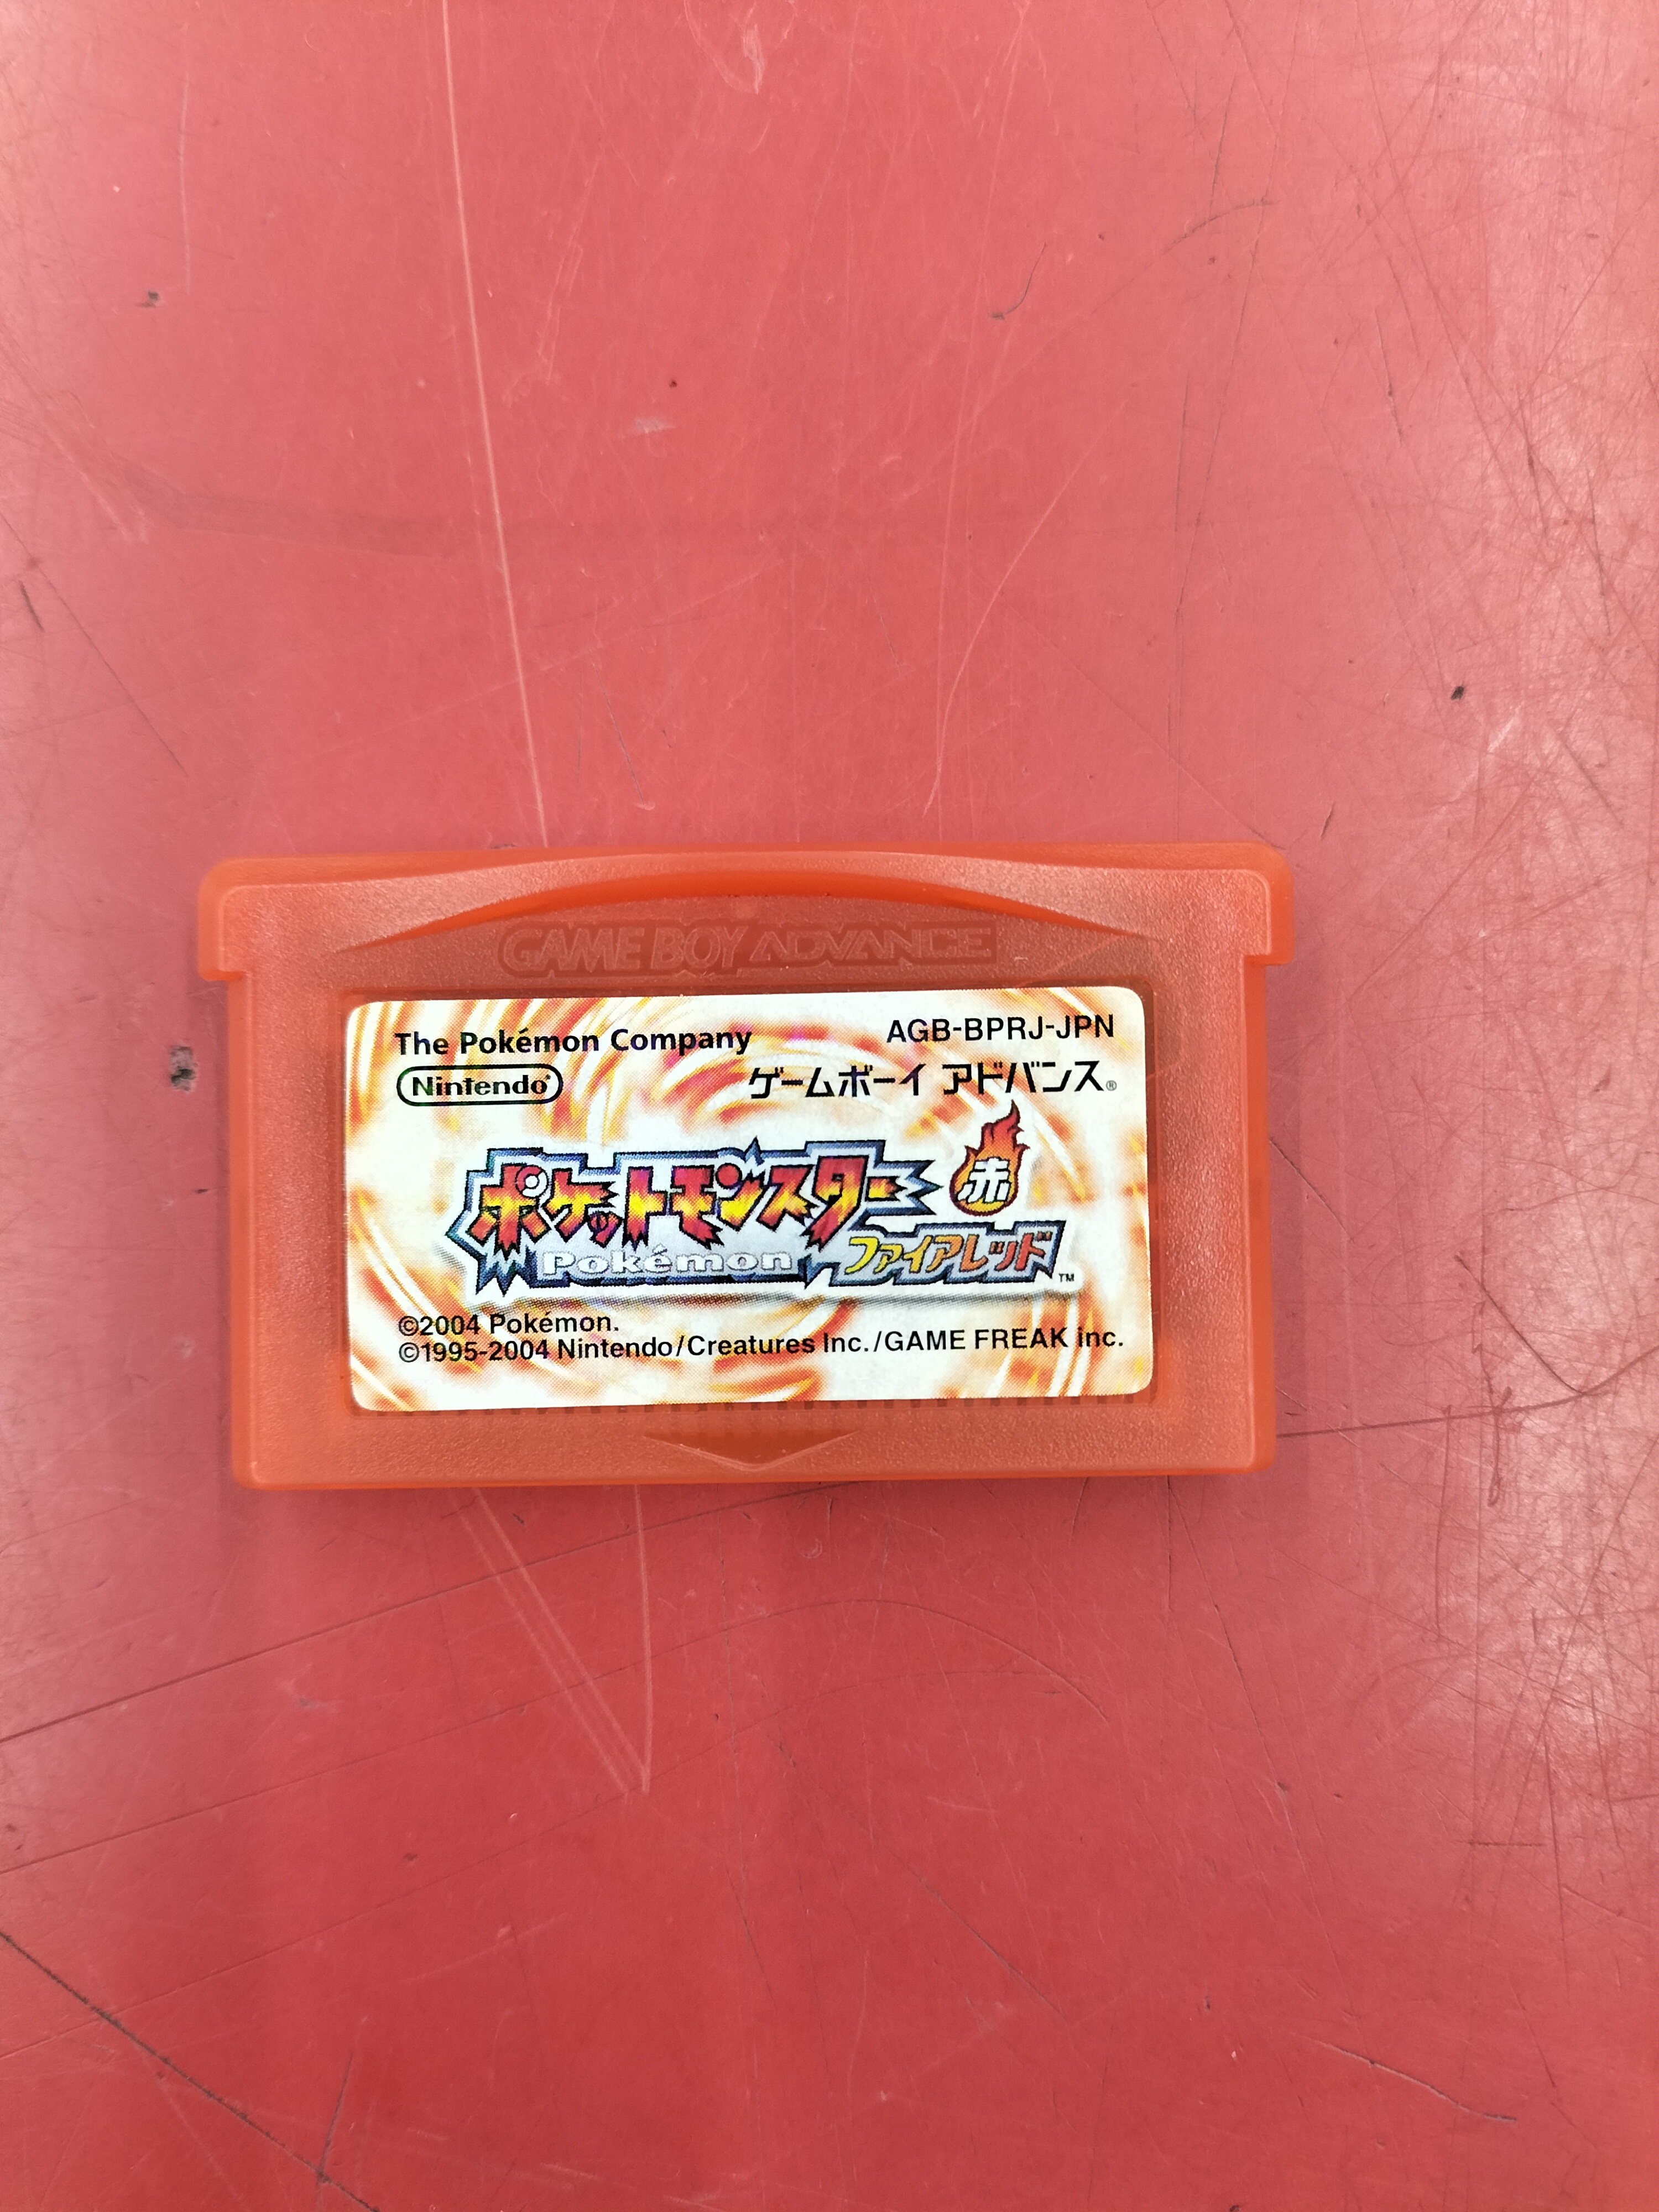 GAME BOY ADVANCE
The Pokémon Company
AGB-BPRJ-JPN
Nintendo®
ゲームボーイ アドバンス®
ポケットモンスター
赤
Pokémon
ファイアレッド™
©2004 Pokémon.
©1995-2004 Nintendo/Creatures Inc./GAME FREAK inc.